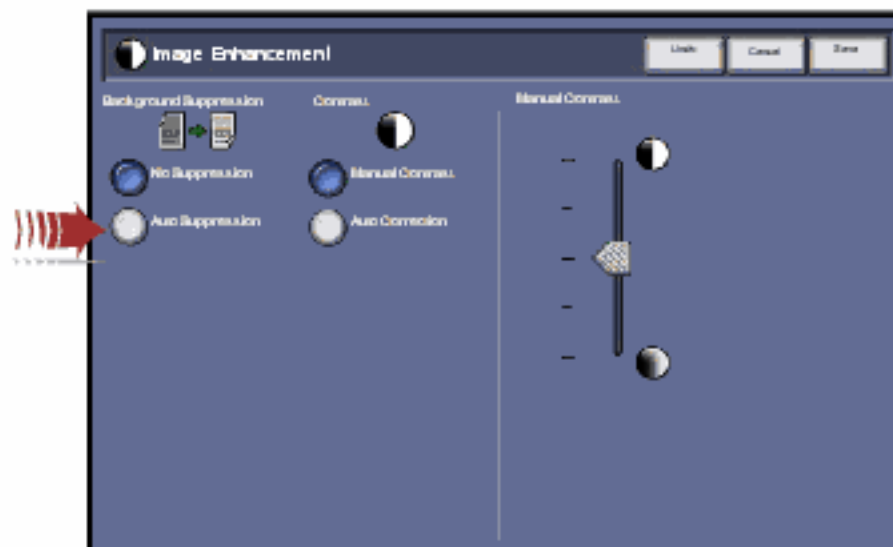 Image Enhancement
Undo
Cancel
Save
Background Suppression
Contrast
Manual Contrast
No Suppression
Manual Contrast
Auto Suppression
Auto Correction